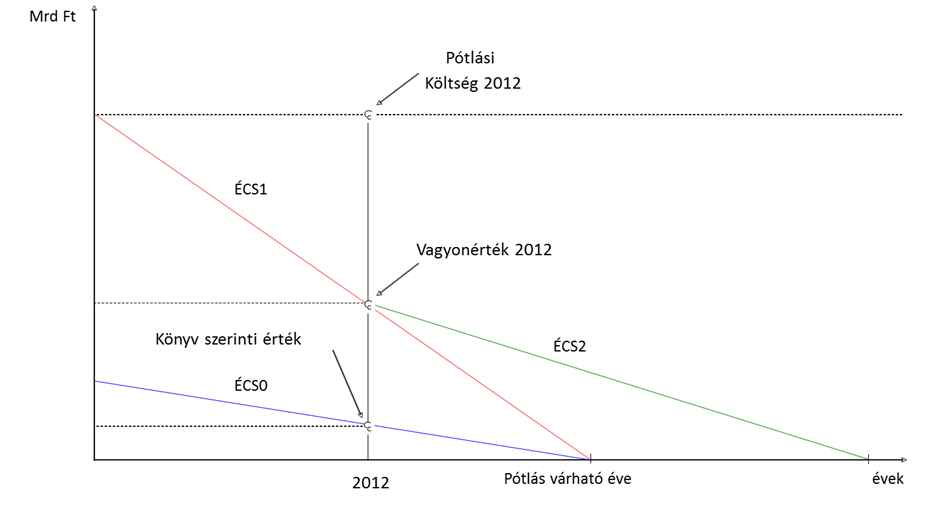 Mrd Ft
Pótlási
Költség 2012
ÉCS1
Vagyonérték 2012
Könyv szerinti érték
ÉCS2
ÉCS0
2012
Pótlás várható éve
évek